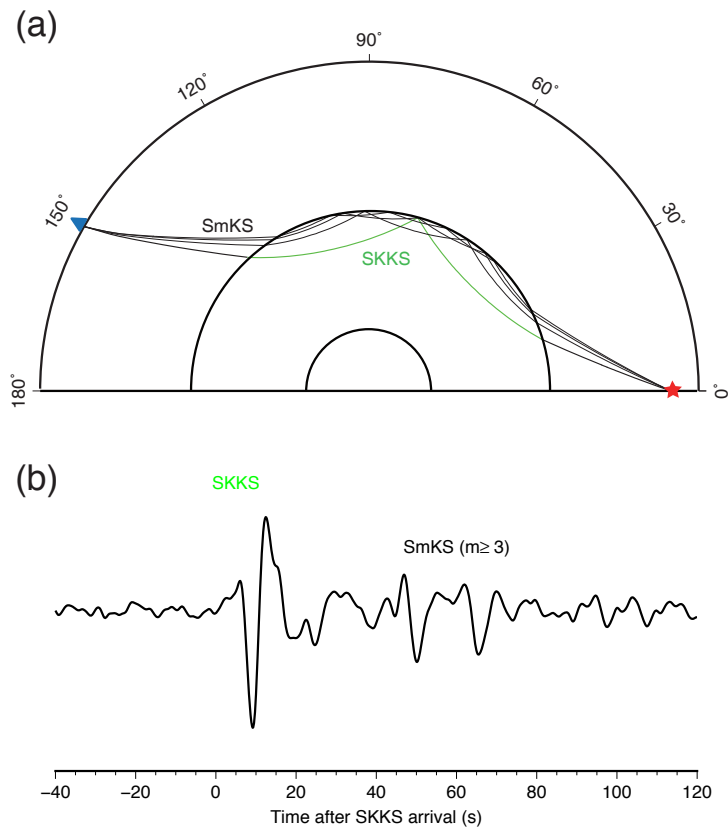 (a)
90°
120°
60°
150°
30°
SmKS
SKKS
180°
0°
(b)
SKKS
SmKS (m≥ 3)
−40 −20 0 20 40 60 80 100 120
Time after SKKS arrival (s)